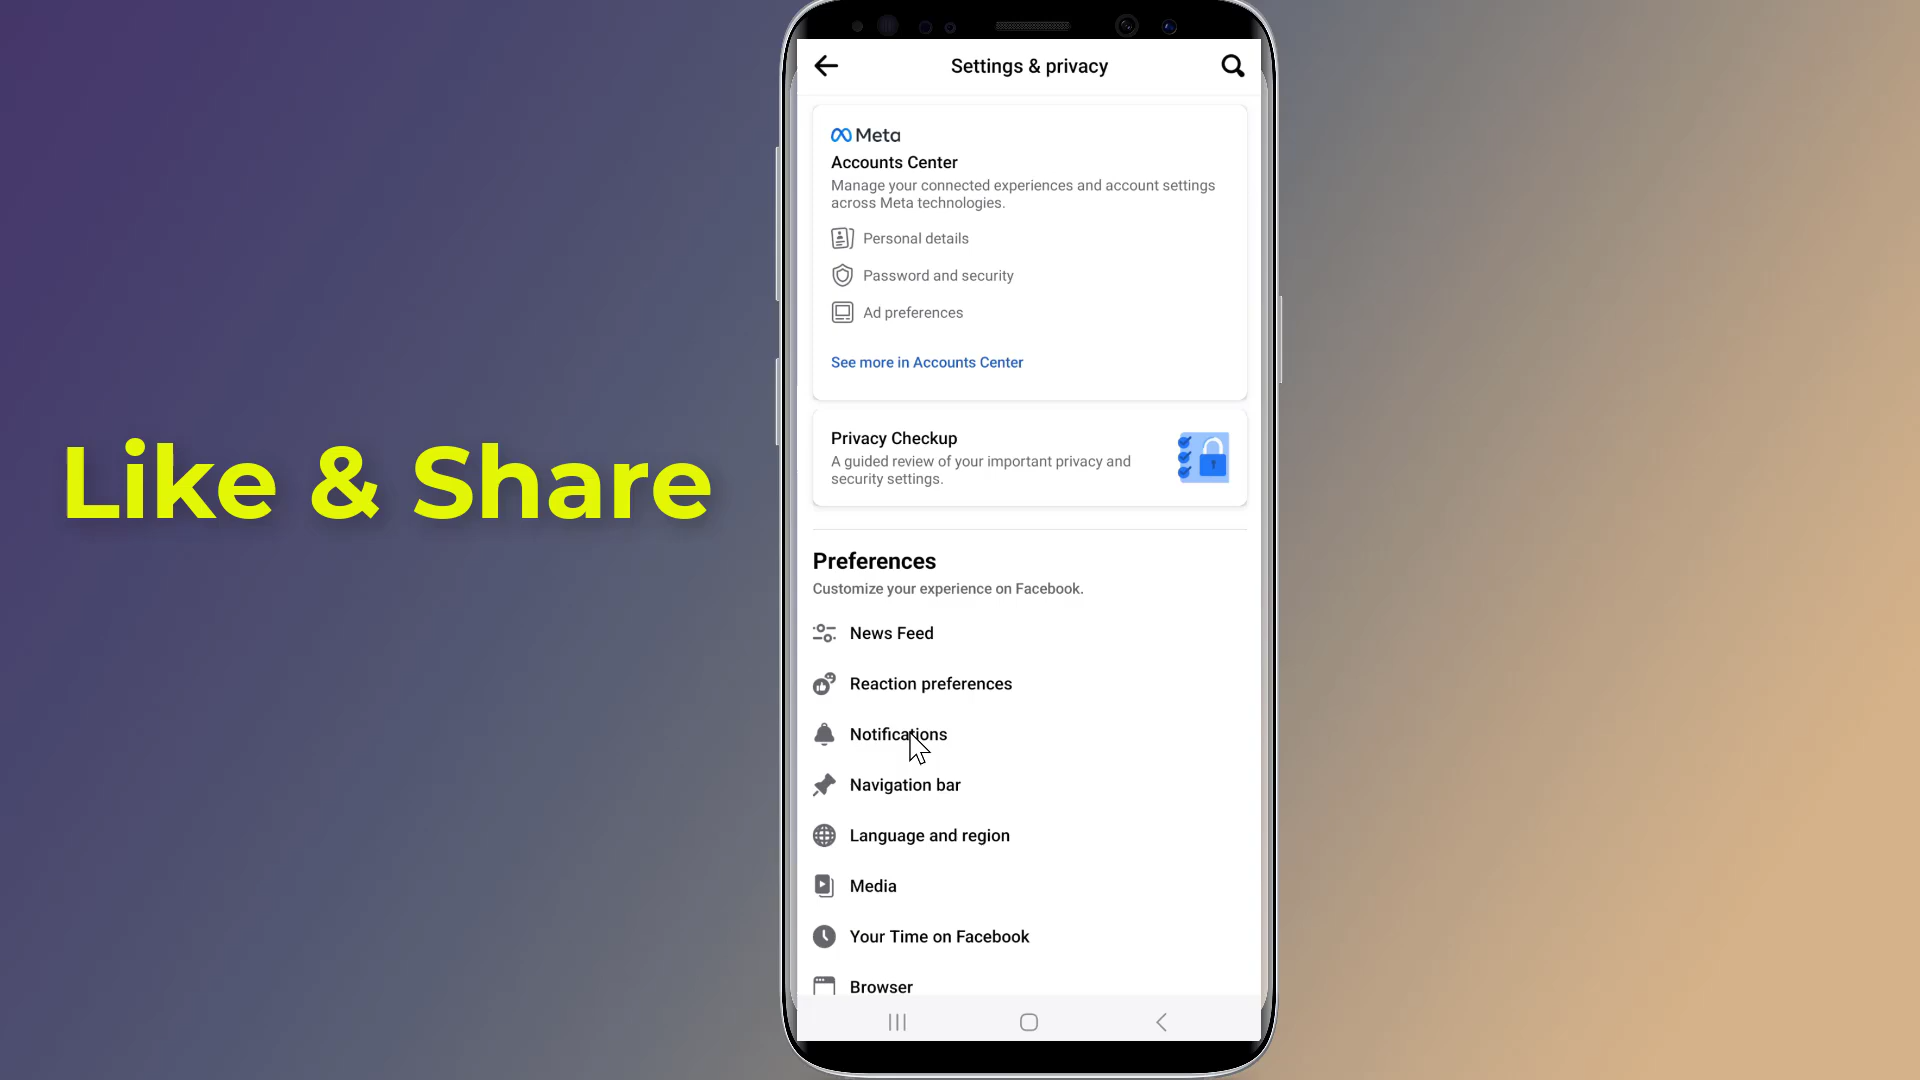 Settings & privacy
Meta
Accounts Center
Manage your connected experiences and account settings
across Meta technologies.
Personal details
Password and security
Ad preferences
See more in Accounts Center
Like & Share
Privacy Checkup
A guided review of your important privacy and
security settings.
Preferences
Customize your experience on Facebook.
News Feed
Reaction preferences
Notifications
Navigation bar
Language and region
Media
Your Time on Facebook
Browser